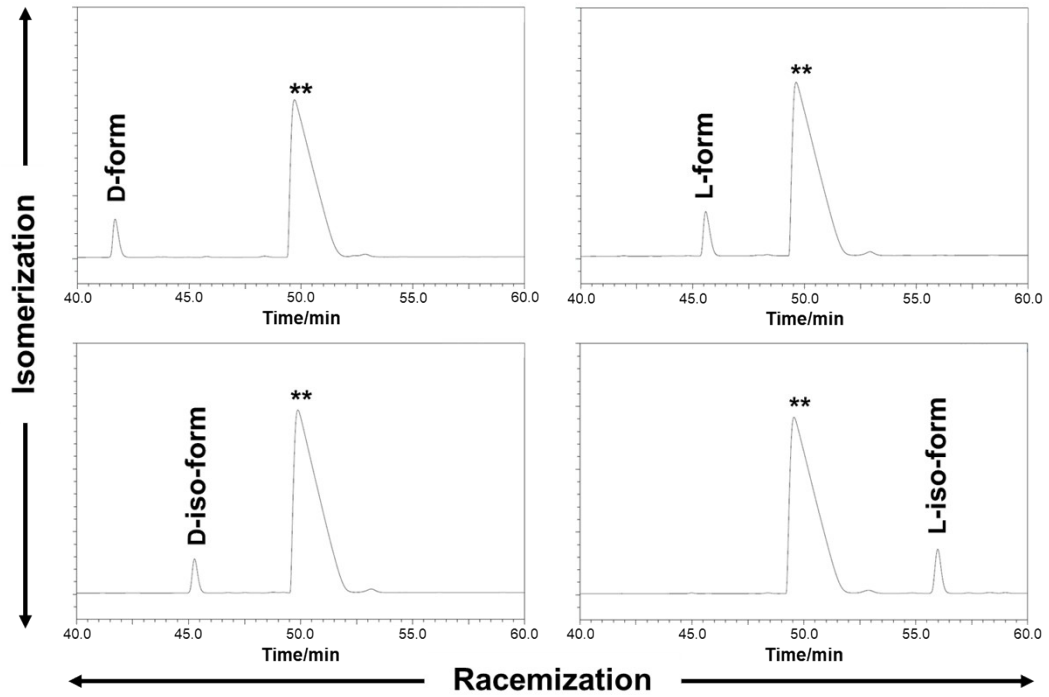 Isomerization
D-form
**
40.0 45.0 50.0 55.0 60.0
Time/min
L-form
**
40.0 45.0 50.0 55.0 60.0
Time/min
D-iso-form
**
40.0 45.0 50.0 55.0 60.0
Time/min
**
L-iso-form
40.0 45.0 50.0 55.0 60.0
Time/min
Racemization